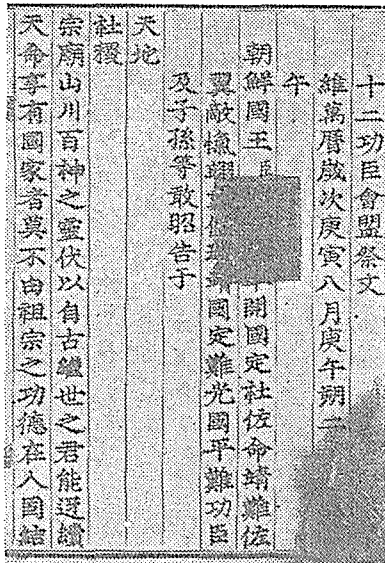 十二功臣會盟祭文
維萬曆歲次庚寅八月庚午朔二
午
朝鮮國王臣開國定社佐命靖難佐
翼敵愾翊國定難光國平難功臣
及子孫等敢昭告于
天地
社稷
宗廟山川百神之靈伏以自古繼世之君能迓續
天命享有國家者莫不由祖宗之功德在人固結